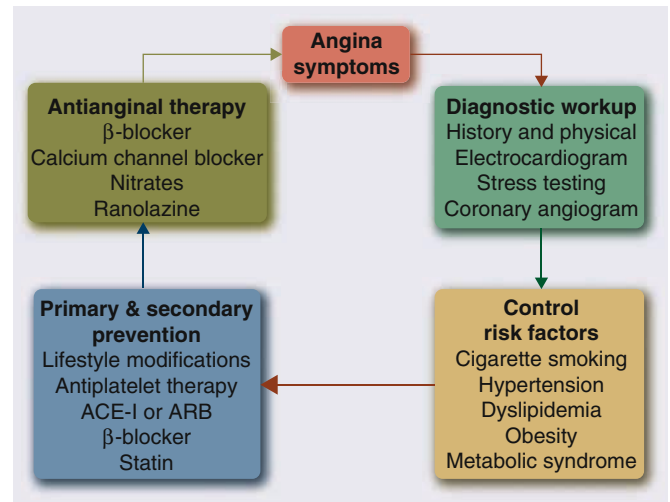 Angina
symptoms
Diagnostic workup
History and physical
Electrocardiogram
Stress testing
Coronary angiogram
Control
risk factors
Cigarette smoking
Hypertension
Dyslipidemia
Obesity
Metabolic syndrome
Primary & secondary
prevention
Lifestyle modifications
Antiplatelet therapy
ACE-I or ARB
β-blocker
Statin
Antianginal therapy
β-blocker
Calcium channel blocker
Nitrates
Ranolazine